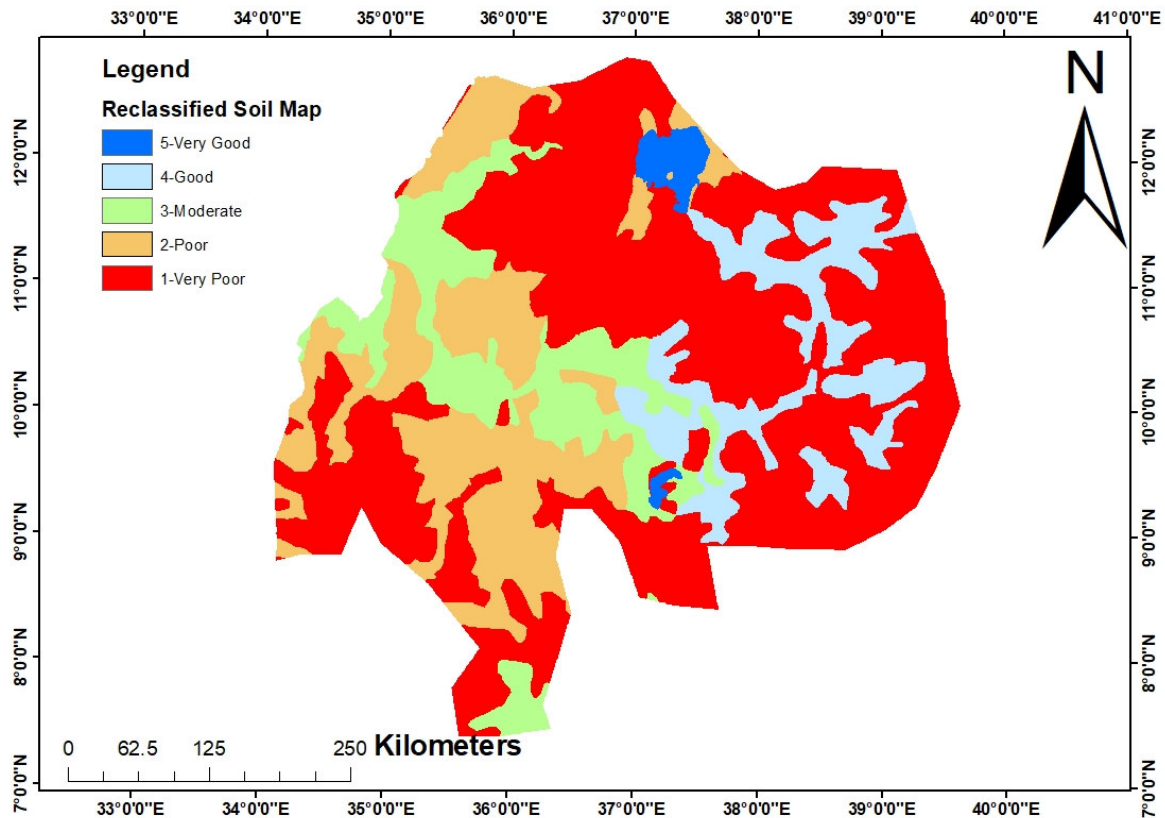 33°0'0"E 34°0'0"E 35°0'0"E 36°0'0"E 37°0'0"E 38°0'0"E 39°0'0"E 40°0'0"E 41°0'0"E
Legend
Reclassified Soil Map
5-Very Good
4-Good
3-Moderate
2-Poor
1-Very Poor
N
12°0'0"N
11°0'0"N
10°0'0"N
9°0'0"N
8°0'0"N
7°0'0"N
12°0'0"N
11°0'0"N
10°0'0"N
9°0'0"N
8°0'0"N
7°0'0"N
0 62.5 125 250 Kilometers
33°0'0"E 34°0'0"E 35°0'0"E 36°0'0"E 37°0'0"E 38°0'0"E 39°0'0"E 40°0'0"E